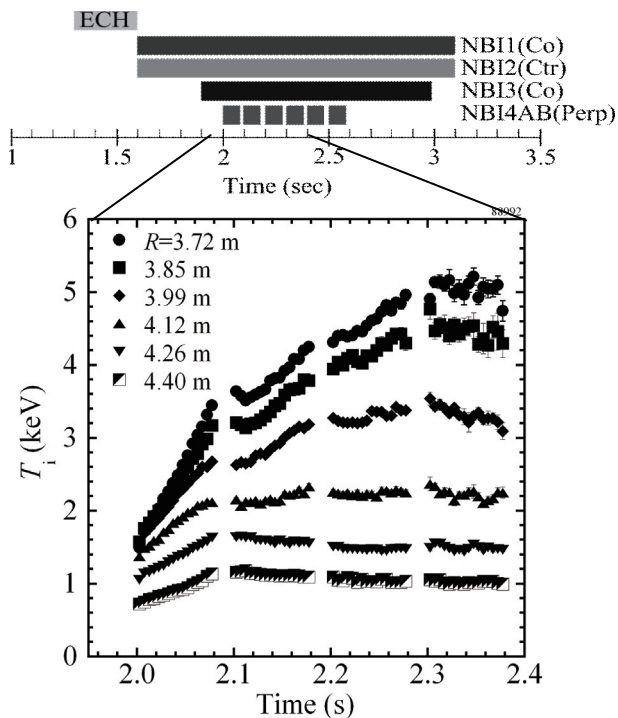 ECH
NBI1(Co)
NBI2(Ctr)
NBI3(Co)
NBI4AB(Perp)
1 1.5 2 2.5 3 3.5
Time (sec)
88992
6
R=3.72 m
3.85 m
3.99 m
4.12 m
4.26 m
4.40 m
5
4
3
2
1
0
Ti (keV)
2.0 2.1 2.2 2.3 2.4
Time (s)